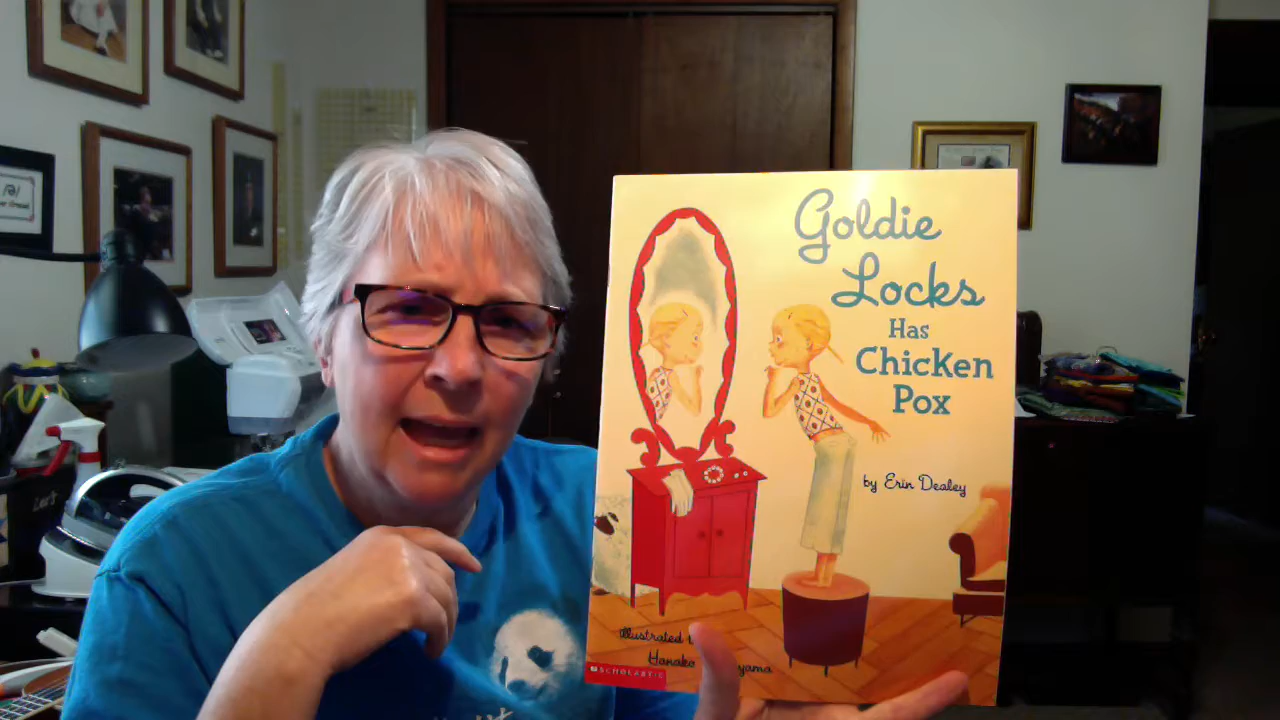 Goldie
Locks
Has
Chicken
Pox
by Erin Dealey
illustrated
Hanako
SCHOLASTIC